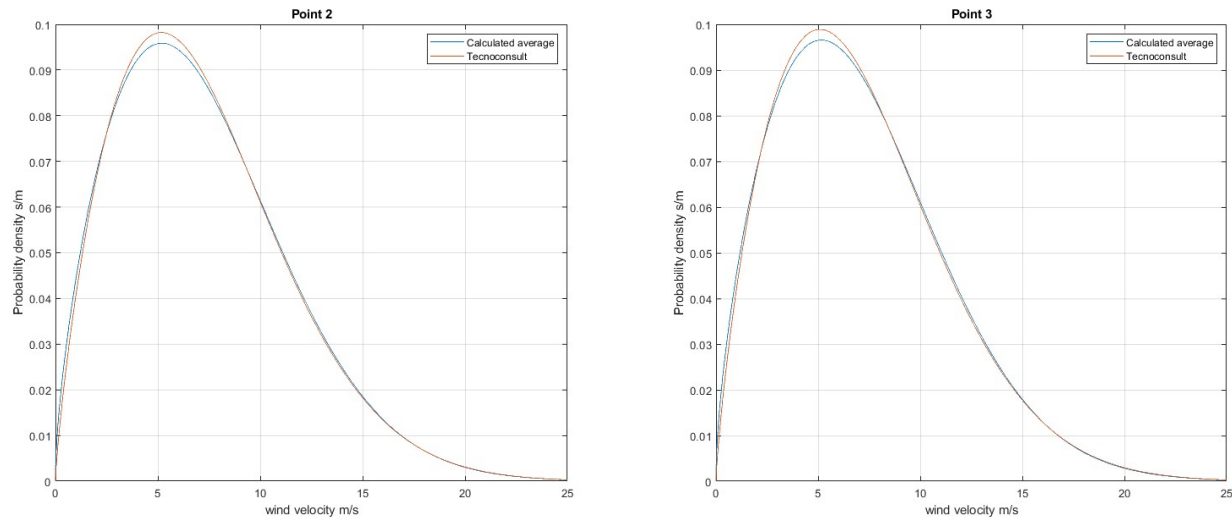 Point 2
Calculated average
Tecnoconsult
Probability density s/m
0.1
0.09
0.08
0.07
0.06
0.05
0.04
0.03
0.02
0.01
0
0 5 10 15 20 25
wind velocity m/s
Point 3
Calculated average
Tecnoconsult
Probability density s/m
0.1
0.09
0.08
0.07
0.06
0.05
0.04
0.03
0.02
0.01
0
0 5 10 15 20 25
wind velocity m/s